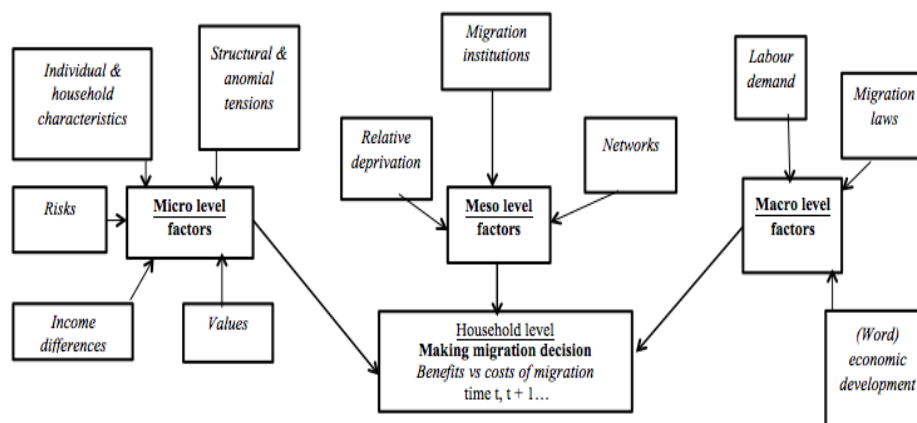 Individual &
household
characteristics
Structural &
anomial
tensions
Migration
institutions
Labour
demand
Migration
laws
Relative
deprivation
Networks
Risks
Micro level
factors
Meso level
factors
Macro level
factors
Income
differences
Values
Household level
Making migration decision
Benefits vs costs of migration
time t, t + 1…
(Word)
economic
development